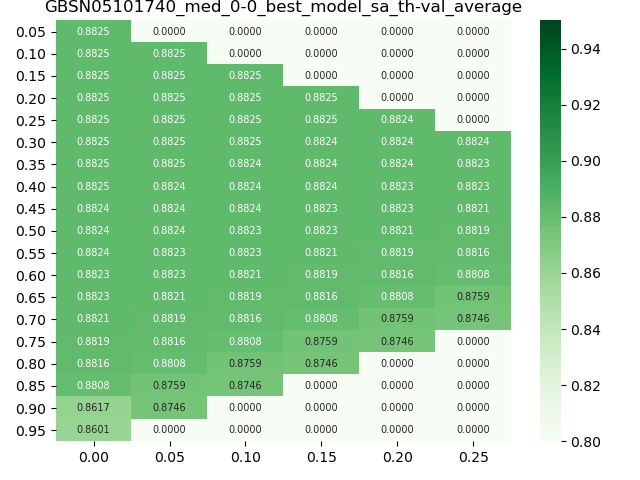 GBSN05101740_med_0-0_best_model_sa_th-val_average
0.05 0.8825 0.0000 0.0000 0.0000 0.0000 0.0000
0.10 0.8825 0.8825 0.0000 0.0000 0.0000 0.0000
0.15 0.8825 0.8825 0.8825 0.0000 0.0000 0.0000
0.20 0.8825 0.8825 0.8825 0.8825 0.0000 0.0000
0.25 0.8825 0.8825 0.8825 0.8825 0.8824 0.0000
0.30 0.8825 0.8825 0.8825 0.8824 0.8824 0.8824
0.35 0.8825 0.8825 0.8824 0.8824 0.8824 0.8823
0.40 0.8825 0.8824 0.8824 0.8824 0.8823 0.8823
0.45 0.8824 0.8824 0.8824 0.8823 0.8823 0.8821
0.50 0.8824 0.8824 0.8823 0.8823 0.8821 0.8819
0.55 0.8824 0.8823 0.8823 0.8821 0.8819 0.8816
0.60 0.8823 0.8823 0.8821 0.8819 0.8816 0.8808
0.65 0.8823 0.8821 0.8819 0.8816 0.8808 0.8759
0.70 0.8821 0.8819 0.8816 0.8808 0.8759 0.8746
0.75 0.8819 0.8816 0.8808 0.8759 0.8746 0.0000
0.80 0.8816 0.8808 0.8759 0.8746 0.0000 0.0000
0.85 0.8808 0.8759 0.8746 0.0000 0.0000 0.0000
0.90 0.8617 0.8746 0.0000 0.0000 0.0000 0.0000
0.95 0.8601 0.0000 0.0000 0.0000 0.0000 0.0000
0.00 0.05 0.10 0.15 0.20 0.25
0.94
0.92
0.90
0.88
0.86
0.84
0.82
0.80